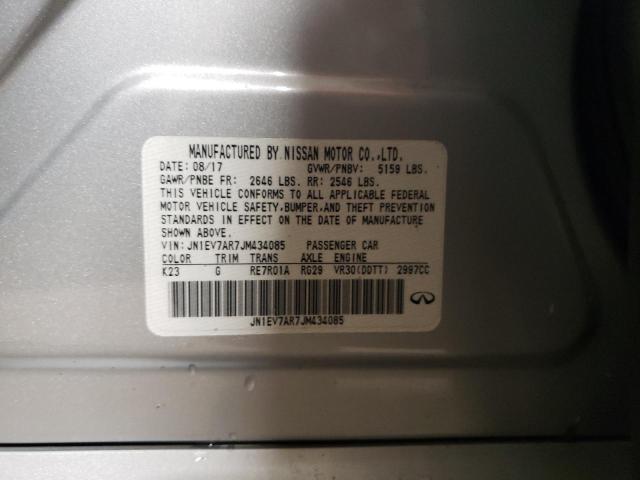 MANUFACTURED BY NISSAN MOTOR CO.,LTD.
DATE: 08/17 GVWR/PNBV: 5159 LBS.
GAWR/PNBE FR: 2646 LBS. RR: 2546 LBS.
THIS VEHICLE CONFORMS TO ALL APPLICABLE FEDERAL
MOTOR VEHICLE SAFETY, BUMPER, AND THEFT PREVENTION
STANDARDS IN EFFECT ON THE DATE OF MANUFACTURE
SHOWN ABOVE.
VIN: JN1EV7AR7JM434085 PASSENGER CAR
COLOR TRIM TRANS AXLE ENGINE
K23 G RE7R01A RG29 VR30(DDTT) 2997CC
JN1EV7AR7JM434085